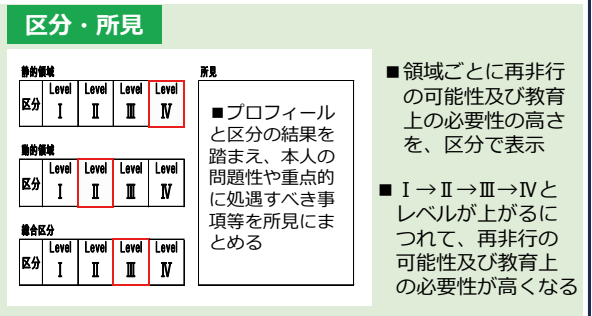 区分・所見
静的領域
区分 Level Ⅰ Level Ⅱ Level Ⅲ Level Ⅳ
動的領域
区分 Level Ⅰ Level Ⅱ Level Ⅲ Level Ⅳ
総合区分
区分 Level Ⅰ Level Ⅱ Level Ⅲ Level Ⅳ
所見
■プロフィール
と区分の結果を
踏まえ、本人の
問題性や重点的
に処遇すべき事
項等を所見にま
とめる
■領域ごとに再非行
の可能性及び教育
上の必要性の高さ
を、区分で表示
■Ⅰ→Ⅱ→Ⅲ→Ⅳと
レベルが上がるに
つれて、再非行の
可能性及び教育上
の必要性が高くなる